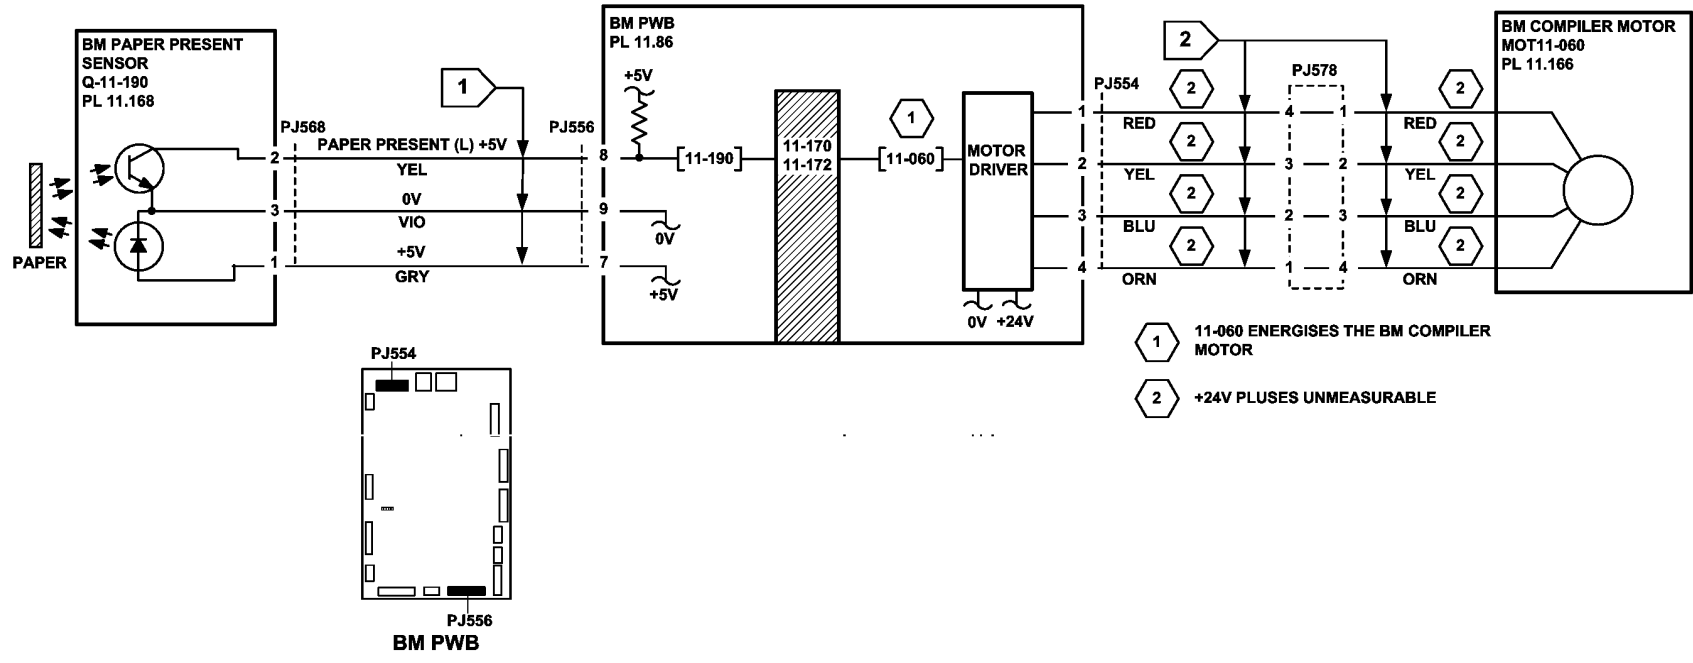 BM PAPER PRESENT
SENSOR
Q-11-190
PL 11.168
PAPER
2
3
1
PJ568
PAPER PRESENT (L) +5V
YEL
0V
VIO
+5V
GRY
1
PJ556
8
9
7
BM PWB
PL 11.86
+5V
0V
+5V
[11-190]
11-170
11-172
1
[11-060]
MOTOR
DRIVER
0V +24V
1
2
3
4
PJ554
RED
YEL
BLU
ORN
2
2
2
2
2
PJ578
4 1
3 2
2 3
1 4
RED
YEL
BLU
ORN
2
2
2
2
BM COMPILER MOTOR
MOT11-060
PL 11.166
1 11-060 ENERGISES THE BM COMPILER
MOTOR
2 +24V PLUSES UNMEASURABLE
PJ554
PJ556
BM PWB